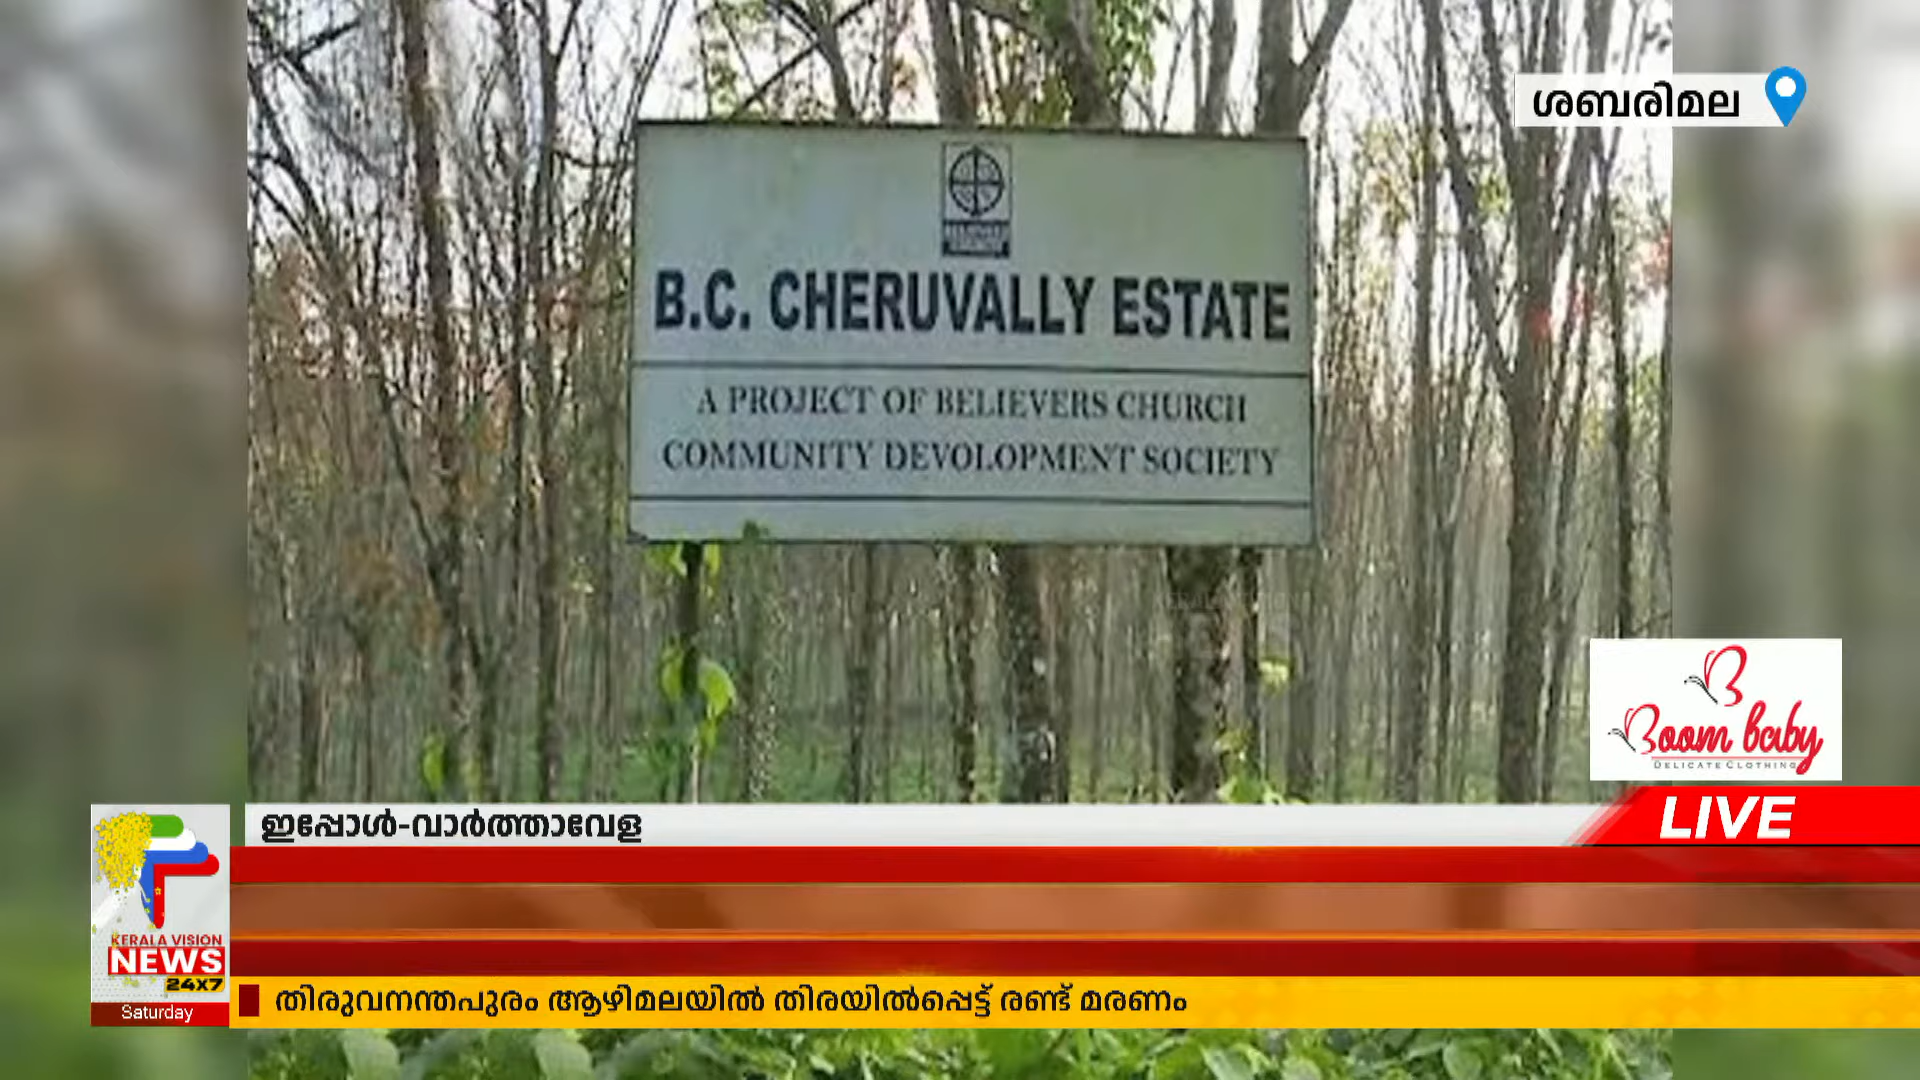 ശബരിമല
B.C. CHERUVALLY ESTATE
A PROJECT OF BELIEVERS CHURCH
COMMUNITY DEVOLOPMENT SOCIETY
Boom baby
DELICATE CLOTHING
ഇപ്പോൾ-വാർത്താവേള
LIVE
KERALA VISION
NEWS
24x7
Saturday
തിരുവനന്തപുരം ആഴിമലയിൽ തിരയിൽപ്പെട്ട് രണ്ട് മരണം